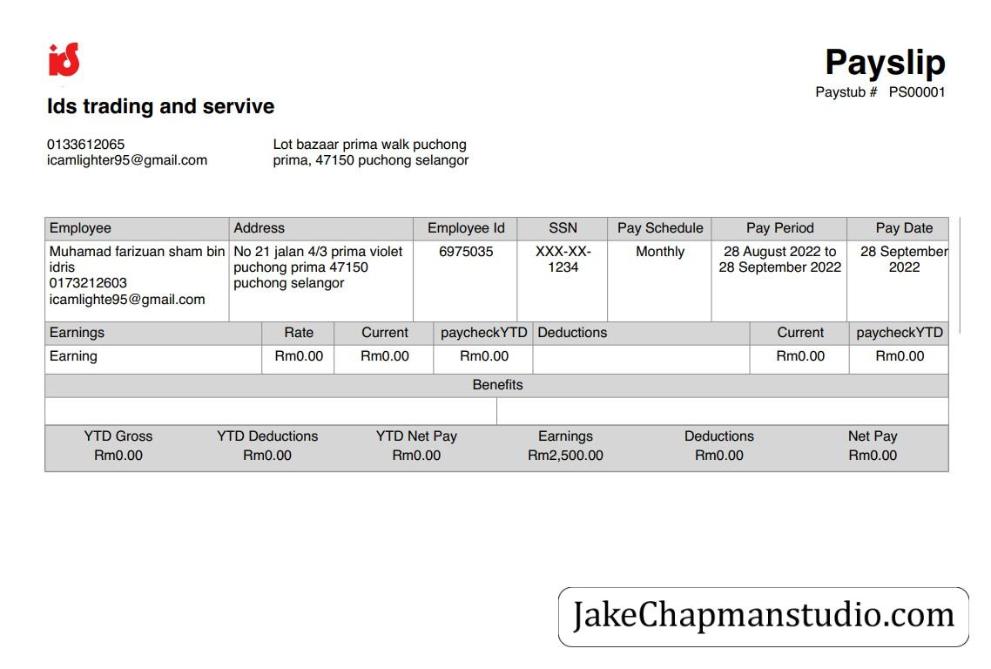 ids
Payslip
Paystub # PS00001
Ids trading and servive
0133612065
icamlighter95@gmail.com
Lot bazaar prima walk puchong
prima, 47150 puchong selangor
Employee Address Employee Id SSN Pay Schedule Pay Period Pay Date
Muhamad farizuan sham bin
idris
0173212603
icamlighte95@gmail.com
No 21 jalan 4/3 prima violet
puchong prima 47150
puchong selangor
6975035
XXX-XX-
1234
Monthly
28 August 2022 to
28 September 2022
28 September
2022
Earnings Rate Current paycheckYTD Deductions Current paycheckYTD
Earning Rm0.00 Rm0.00 Rm0.00 Rm0.00 Rm0.00
Benefits
YTD Gross YTD Deductions YTD Net Pay Earnings Deductions Net Pay
Rm0.00 Rm0.00 Rm0.00 Rm2,500.00 Rm0.00 Rm0.00
JakeChapmanstudio.com